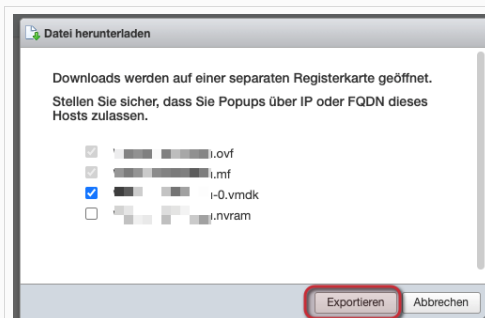 Datei herunterladen
Downloads werden auf einer separaten Registerkarte geöffnet.
Stellen Sie sicher, dass Sie Popups über IP oder FQDN dieses
Hosts zulassen.
.ovf
.mf
-0.vmdk
.nvram
Exportieren Abbrechen